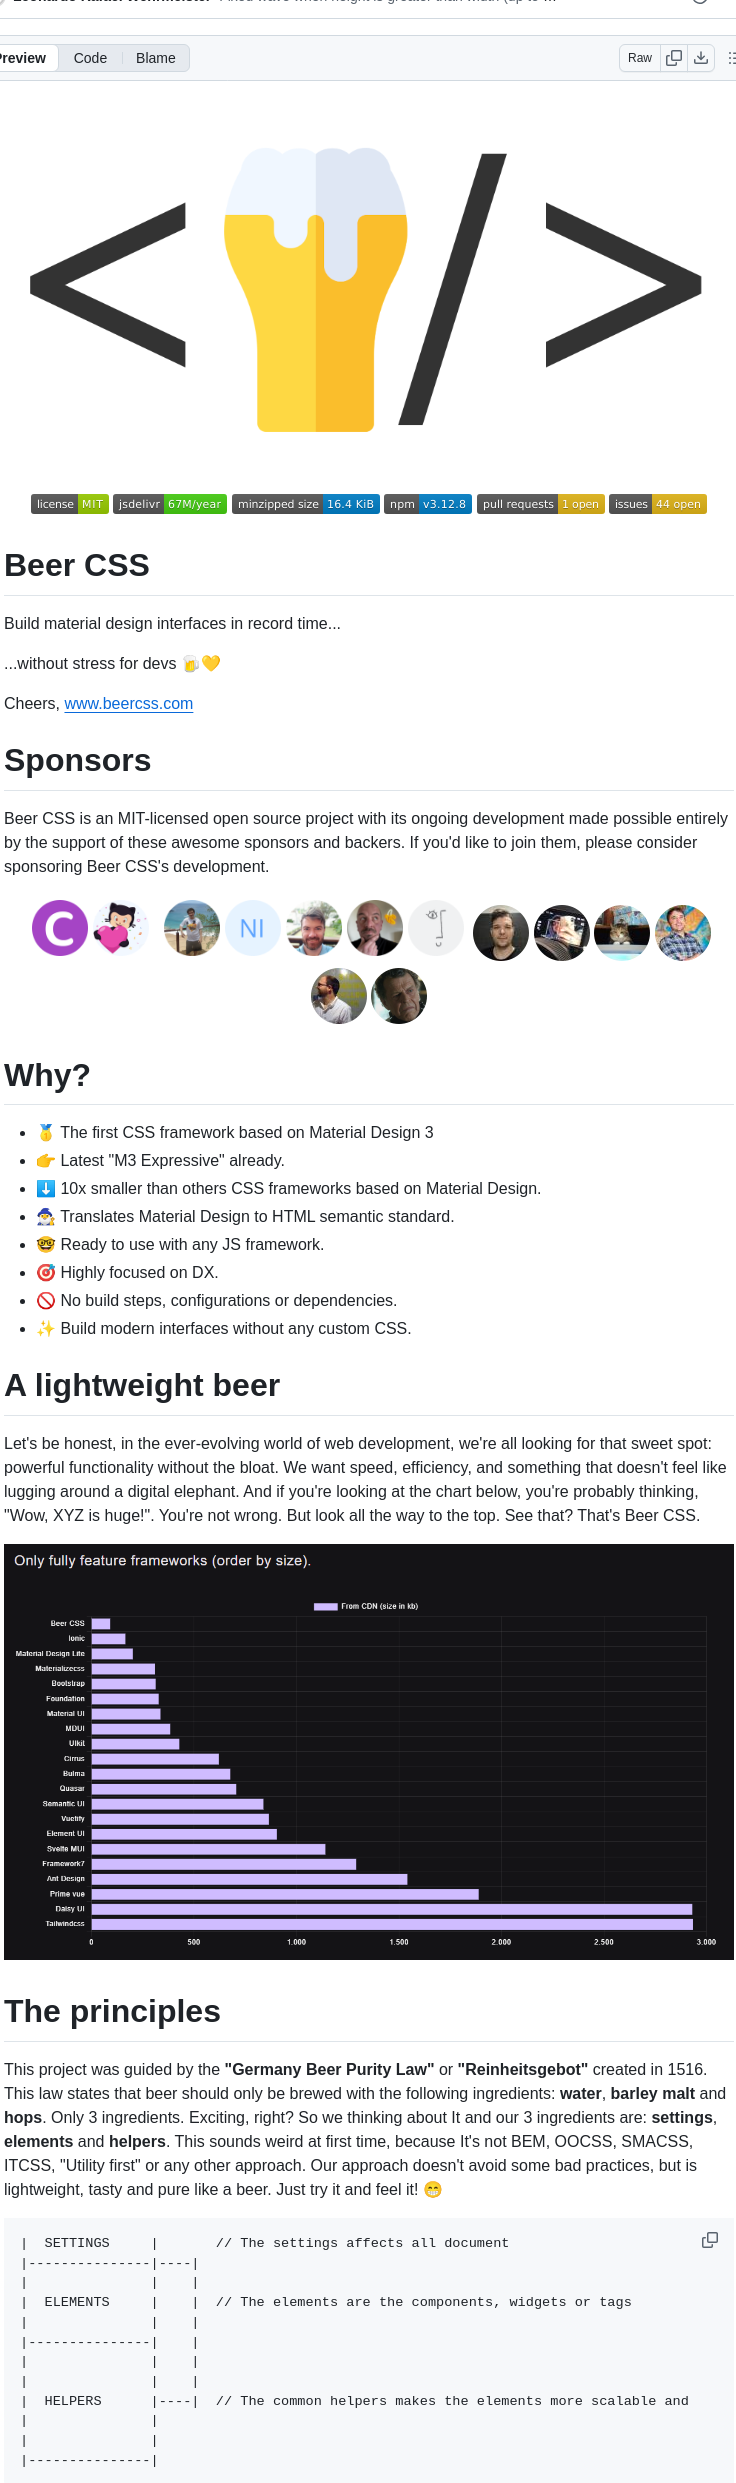 Preview Code Blame Raw
< / >
license MIT jsdelivr 67M/year minzipped size 16.4 KiB npm v3.12.8 pull requests 1 open issues 44 open
Beer CSS
Build material design interfaces in record time...
...without stress for devs 🍺💛
Cheers, www.beercss.com
Sponsors
Beer CSS is an MIT-licensed open source project with its ongoing development made possible entirely
by the support of these awesome sponsors and backers. If you'd like to join them, please consider
sponsoring Beer CSS's development.
C NI
Why?
• 🥇 The first CSS framework based on Material Design 3
• 👉 Latest "M3 Expressive" already.
• ⬇️ 10x smaller than others CSS frameworks based on Material Design.
• 🧙‍♂️ Translates Material Design to HTML semantic standard.
• 🤓 Ready to use with any JS framework.
• 🎯 Highly focused on DX.
• 🚫 No build steps, configurations or dependencies.
• ✨ Build modern interfaces without any custom CSS.
A lightweight beer
Let's be honest, in the ever-evolving world of web development, we're all looking for that sweet spot:
powerful functionality without the bloat. We want speed, efficiency, and something that doesn't feel like
lugging around a digital elephant. And if you're looking at the chart below, you're probably thinking,
"Wow, XYZ is huge!". You're not wrong. But look all the way to the top. See that? That's Beer CSS.
Only fully feature frameworks (order by size).
From CDN (size in kb)
Beer CSS
Ionic
Material Design Lite
Materializecss
Bootstrap
Foundation
Material UI
MDUI
UIkit
Cirrus
Bulma
Quasar
Semantic UI
Vuetify
Element UI
Svelte MUI
Framework7
Ant Design
Prime vue
Daisy UI
Tailwindcss
0 500 1.000 1.500 2.000 2.500 3.000
The principles
This project was guided by the "Germany Beer Purity Law" or "Reinheitsgebot" created in 1516.
This law states that beer should only be brewed with the following ingredients: water, barley malt and
hops. Only 3 ingredients. Exciting, right? So we thinking about It and our 3 ingredients are: settings,
elements and helpers. This sounds weird at first time, because It's not BEM, OOCSS, SMACSS,
ITCSS, "Utility first" or any other approach. Our approach doesn't avoid some bad practices, but is
lightweight, tasty and pure like a beer. Just try it and feel it! 😁
|  SETTINGS     |       // The settings affects all document
|---------------|----|
|               |    |
|  ELEMENTS     |    |  // The elements are the components, widgets or tags
|               |    |
|---------------|    |
|               |    |
|               |    |
|  HELPERS      |----|  // The common helpers makes the elements more scalable and
|               |
|               |
|---------------|